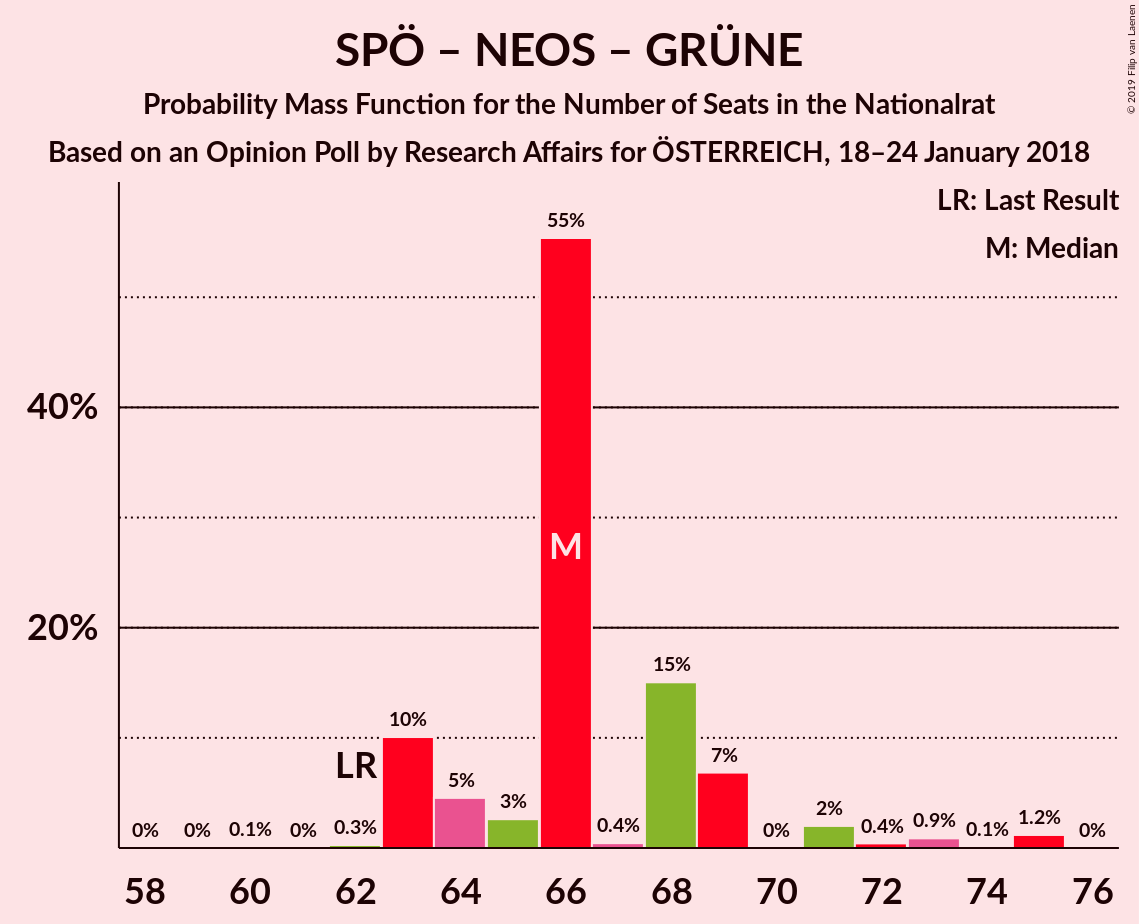 SPÖ – NEOS – GRÜNE
Probability Mass Function for the Number of Seats in the Nationalrat
Based on an Opinion Poll by Research Affairs for ÖSTERREICH, 18–24 January 2018
© 2019 Filip van Laenen
LR: Last Result
M: Median
55%
40%
M
20%
15%
10%
LR
7%
5%
3%
0% 0% 0.1% 0% 0.3% 0.4% 0% 2% 0.4% 0.9% 0.1% 1.2% 0%
58 60 62 64 66 68 70 72 74 76